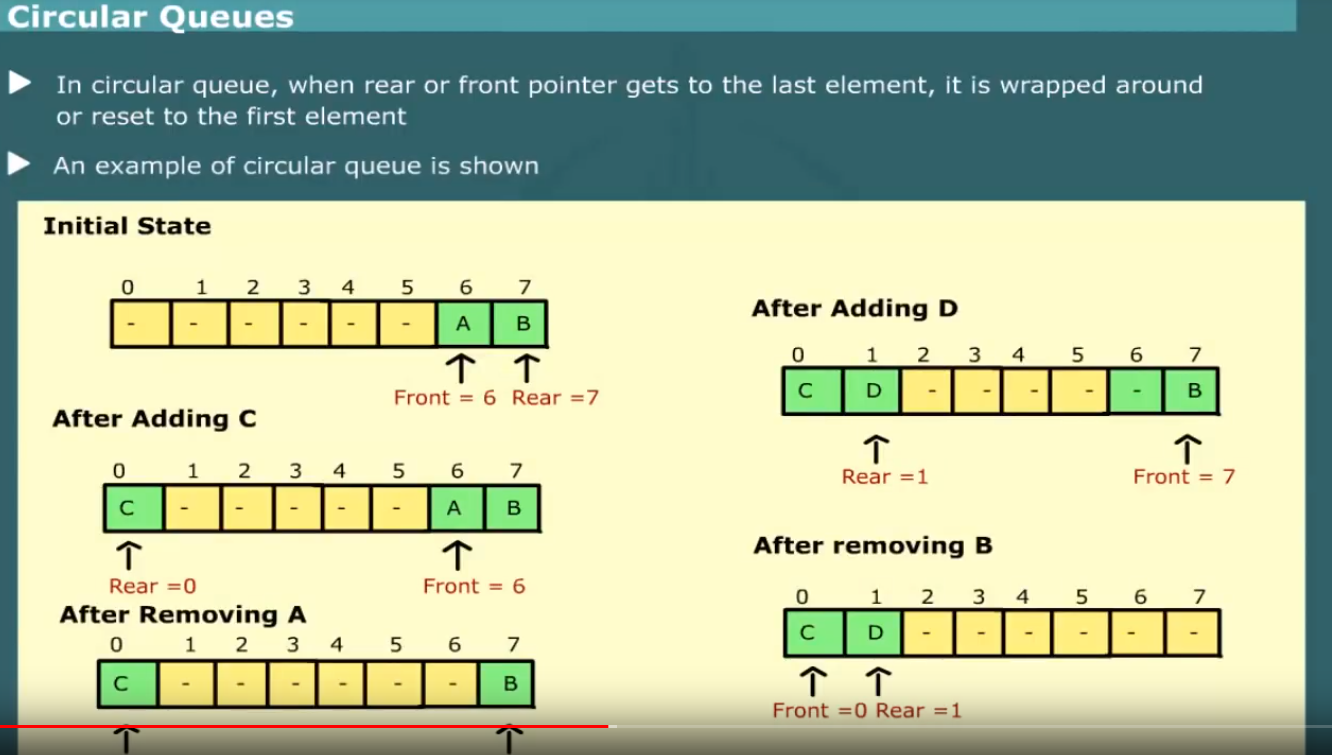 Circular Queues
In circular queue, when rear or front pointer gets to the last element, it is wrapped around
or reset to the first element
An example of circular queue is shown
Initial State
0 1 2 3 4 5 6 7
- - - - - - A B
Front = 6 Rear =7
After Adding C
0 1 2 3 4 5 6 7
C - - - - - A B
Rear =0 Front = 6
After Removing A
0 1 2 3 4 5 6 7
C - - - - - - B
After Adding D
0 1 2 3 4 5 6 7
C D - - - - - B
Rear =1 Front = 7
After removing B
0 1 2 3 4 5 6 7
C D - - - - - -
Front =0 Rear =1